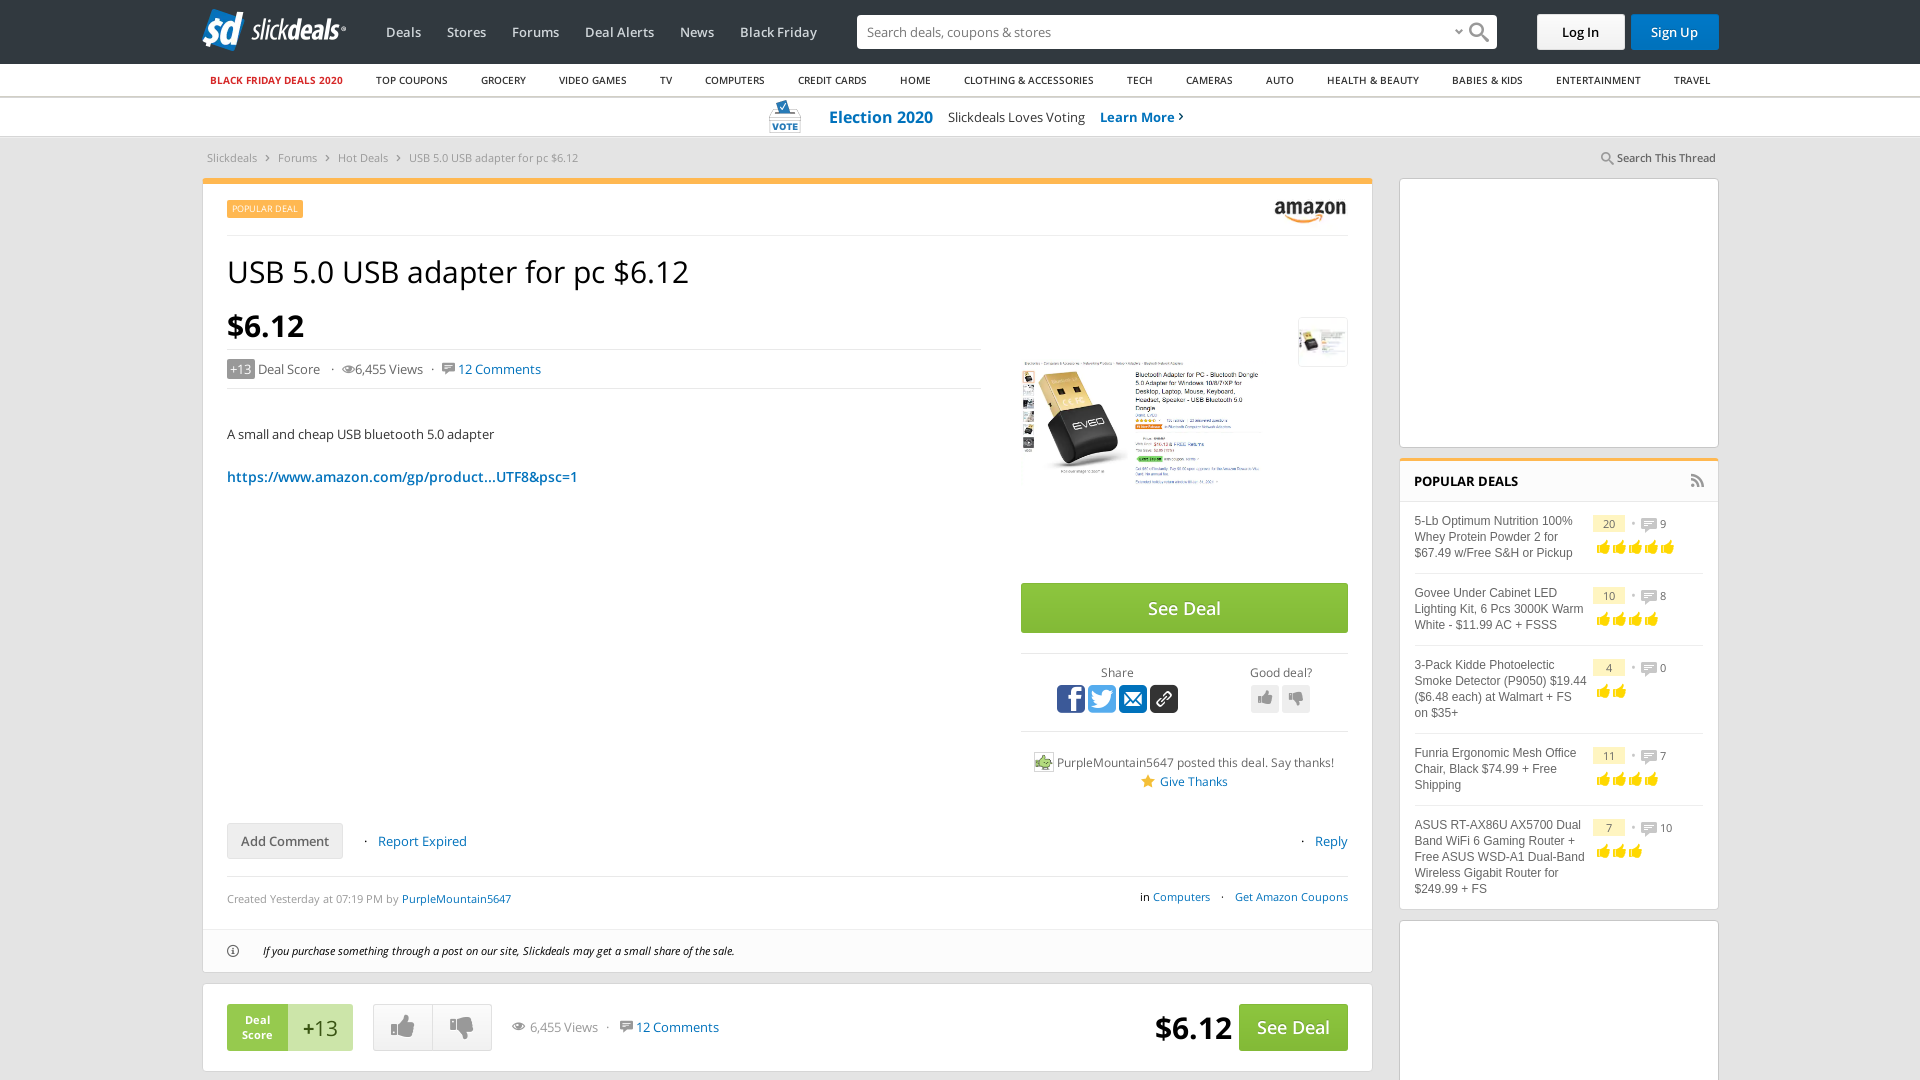 sd slickdeals
Deals Stores Forums Deal Alerts News Black Friday
Search deals, coupons & stores
Log In
Sign Up
BLACK FRIDAY DEALS 2020 TOP COUPONS GROCERY VIDEO GAMES TV COMPUTERS CREDIT CARDS HOME CLOTHING & ACCESSORIES TECH CAMERAS AUTO HEALTH & BEAUTY BABIES & KIDS ENTERTAINMENT TRAVEL
VOTE
Election 2020 Slickdeals Loves Voting Learn More
Slickdeals Forums Hot Deals USB 5.0 USB adapter for pc $6.12
Search This Thread
POPULAR DEAL
amazon
USB 5.0 USB adapter for pc $6.12
$6.12
+13 Deal Score · 6,455 Views · 12 Comments
A small and cheap USB bluetooth 5.0 adapter
https://www.amazon.com/gp/product...UTF8&psc=1
EVEO
Bluetooth Adapter for PC - Bluetooth Dongle
5.0 Adapter for Windows 10/8/7/XP for
Desktop, Laptop, Mouse, Keyboard,
Headset, Speaker - USB Bluetooth 5.0
Dongle
See Deal
Share
Good deal?
PurpleMountain5647 posted this deal. Say thanks!
Give Thanks
Add Comment
· Report Expired
· Reply
Created Yesterday at 07:19 PM by PurpleMountain5647
in Computers · Get Amazon Coupons
If you purchase something through a post on our site, Slickdeals may get a small share of the sale.
Deal
Score
+13
6,455 Views · 12 Comments
$6.12
See Deal
POPULAR DEALS
5-Lb Optimum Nutrition 100%
Whey Protein Powder 2 for
$67.49 w/Free S&H or Pickup
20 • 9
Govee Under Cabinet LED
Lighting Kit, 6 Pcs 3000K Warm
White - $11.99 AC + FSSS
10 • 8
3-Pack Kidde Photoelectic
Smoke Detector (P9050) $19.44
($6.48 each) at Walmart + FS
on $35+
4 • 0
Funria Ergonomic Mesh Office
Chair, Black $74.99 + Free
Shipping
11 • 7
ASUS RT-AX86U AX5700 Dual
Band WiFi 6 Gaming Router +
Free ASUS WSD-A1 Dual-Band
Wireless Gigabit Router for
$249.99 + FS
7 • 10